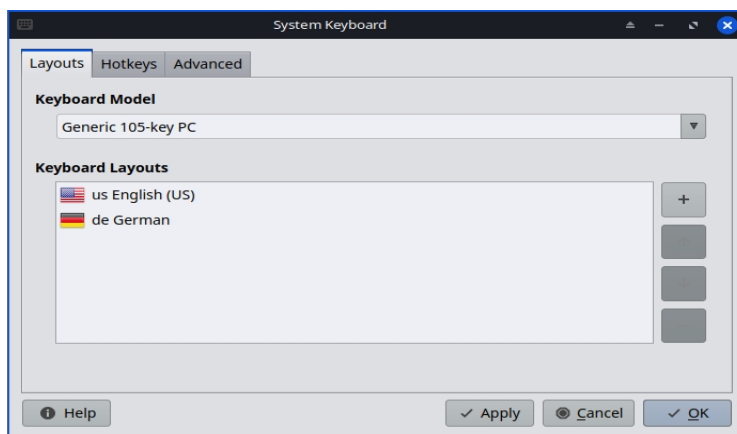 System Keyboard
Layouts Hotkeys Advanced
Keyboard Model
Generic 105-key PC
Keyboard Layouts
us English (US)
de German
Help Apply Cancel OK